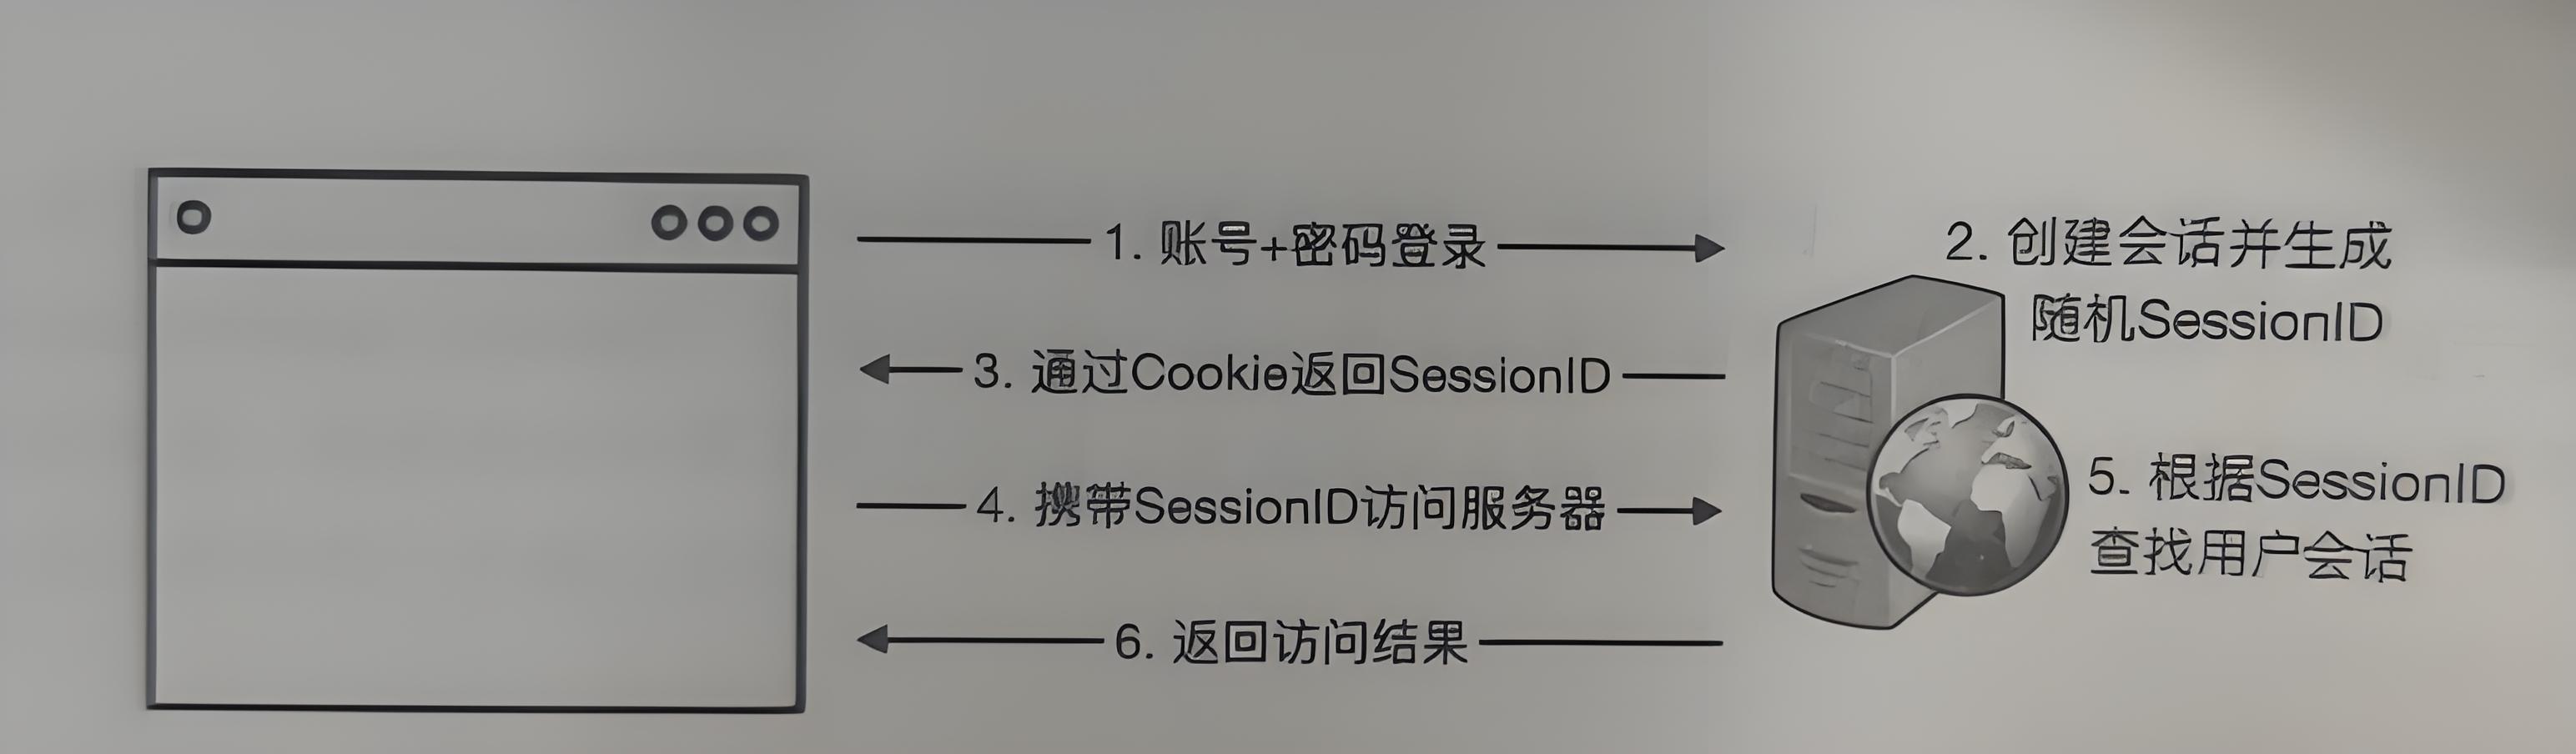 1. 账号+密码登录
2. 创建会话并生成
随机SessionID
3. 通过Cookie返回SessionID
4. 携带SessionID访问服务器
5. 根据SessionID
查找用户会话
6. 返回访问结果